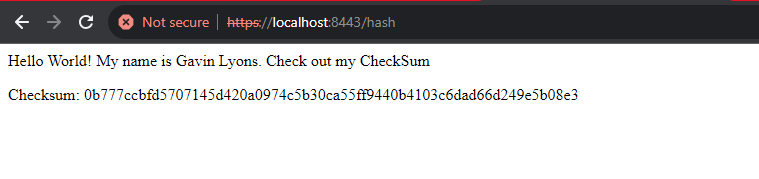 Not secure https://localhost:8443/hash
Hello World! My name is Gavin Lyons. Check out my CheckSum
Checksum: 0b777ccbfd5707145d420a0974c5b30ca55ff9440b4103c6dad66d249e5b08e3